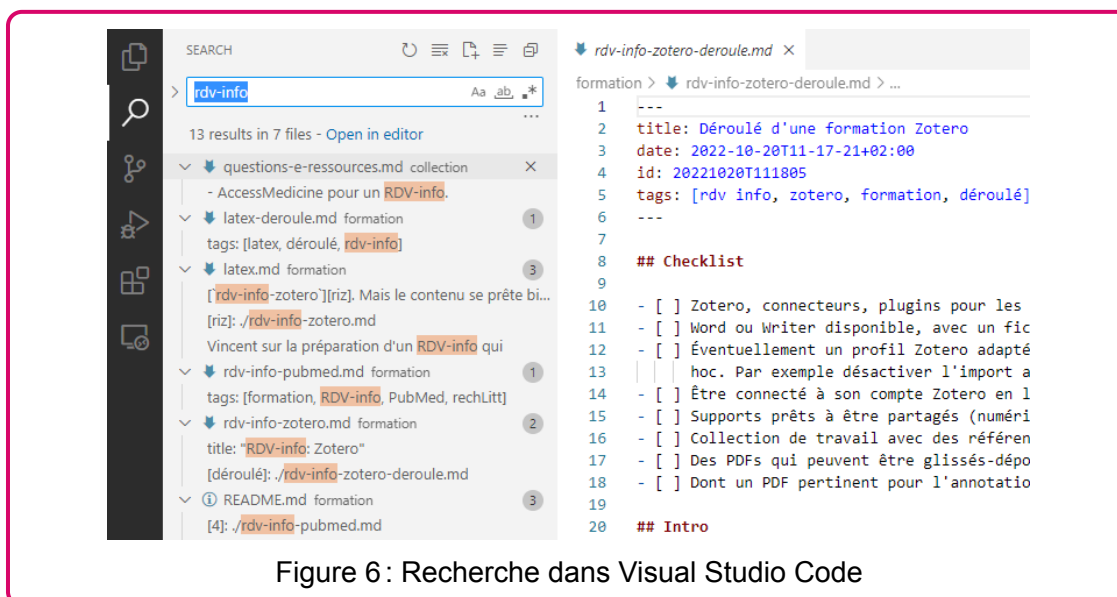 SEARCH
rdv-info
Aa ab, .*
...
13 results in 7 files - Open in editor
questions-e-ressources.md collection
- AccessMedicine pour un RDV-info.
latex-deroule.md formation 1
tags: [latex, déroulé, rdv-info]
latex.md formation 3
[`rdv-info-zotero`][riz]. Mais le contenu se prête bi...
[riz]: ./rdv-info-zotero.md
Vincent sur la préparation d'un RDV-info qui
rdv-info-pubmed.md formation 1
tags: [formation, RDV-info, PubMed, rechLitt]
rdv-info-zotero.md formation 2
title: "RDV-info: Zotero"
[déroulé]: ./rdv-info-zotero-deroule.md
README.md formation 3
[4]: ./rdv-info-pubmed.md
rdv-info-zotero-deroule.md
formation > rdv-info-zotero-deroule.md > ...
1 ---
2 title: Déroulé d'une formation Zotero
3 date: 2022-10-20T11-17-21+02:00
4 id: 20221020T111805
5 tags: [rdv info, zotero, formation, déroulé]
6 ---
7
8 ## Checklist
9
10 - [ ] Zotero, connecteurs, plugins pour les
11 - [ ] Word ou Writer disponible, avec un fic
12 - [ ] Éventuellement un profil Zotero adapté
13 hoc. Par exemple désactiver l'import a
14 - [ ] Être connecté à son compte Zotero en l
15 - [ ] Supports prêts à être partagés (numéri
16 - [ ] Collection de travail avec des référen
17 - [ ] Des PDFs qui peuvent être glissés-dépo
18 - [ ] Dont un PDF pertinent pour l'annotatio
19
20 ## Intro
Figure 6 : Recherche dans Visual Studio Code